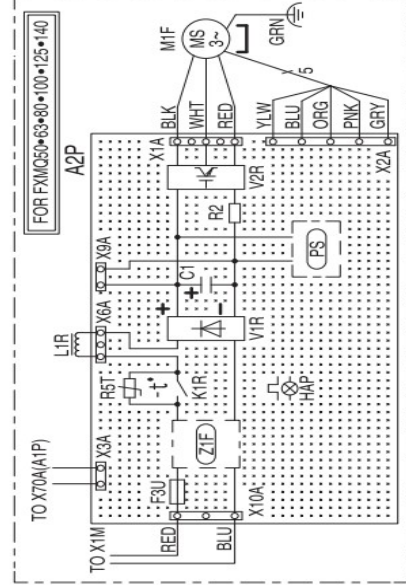 FOR FXMQ50•63•80•100•125•140
A2P
TO X70A(A1P)
X3A
L1R
X6A
X9A
X1A
BLK
WHT
RED
M1F
MS
3~
GRN
5
YLW
BLU
ORG
PNK
GRY
X2A
V2R
R2
C1
+
+
−
V1R
PS
R5T
-t°
K1R
Z1F
F3U
X10A
HAP
TO X1M
RED
BLU